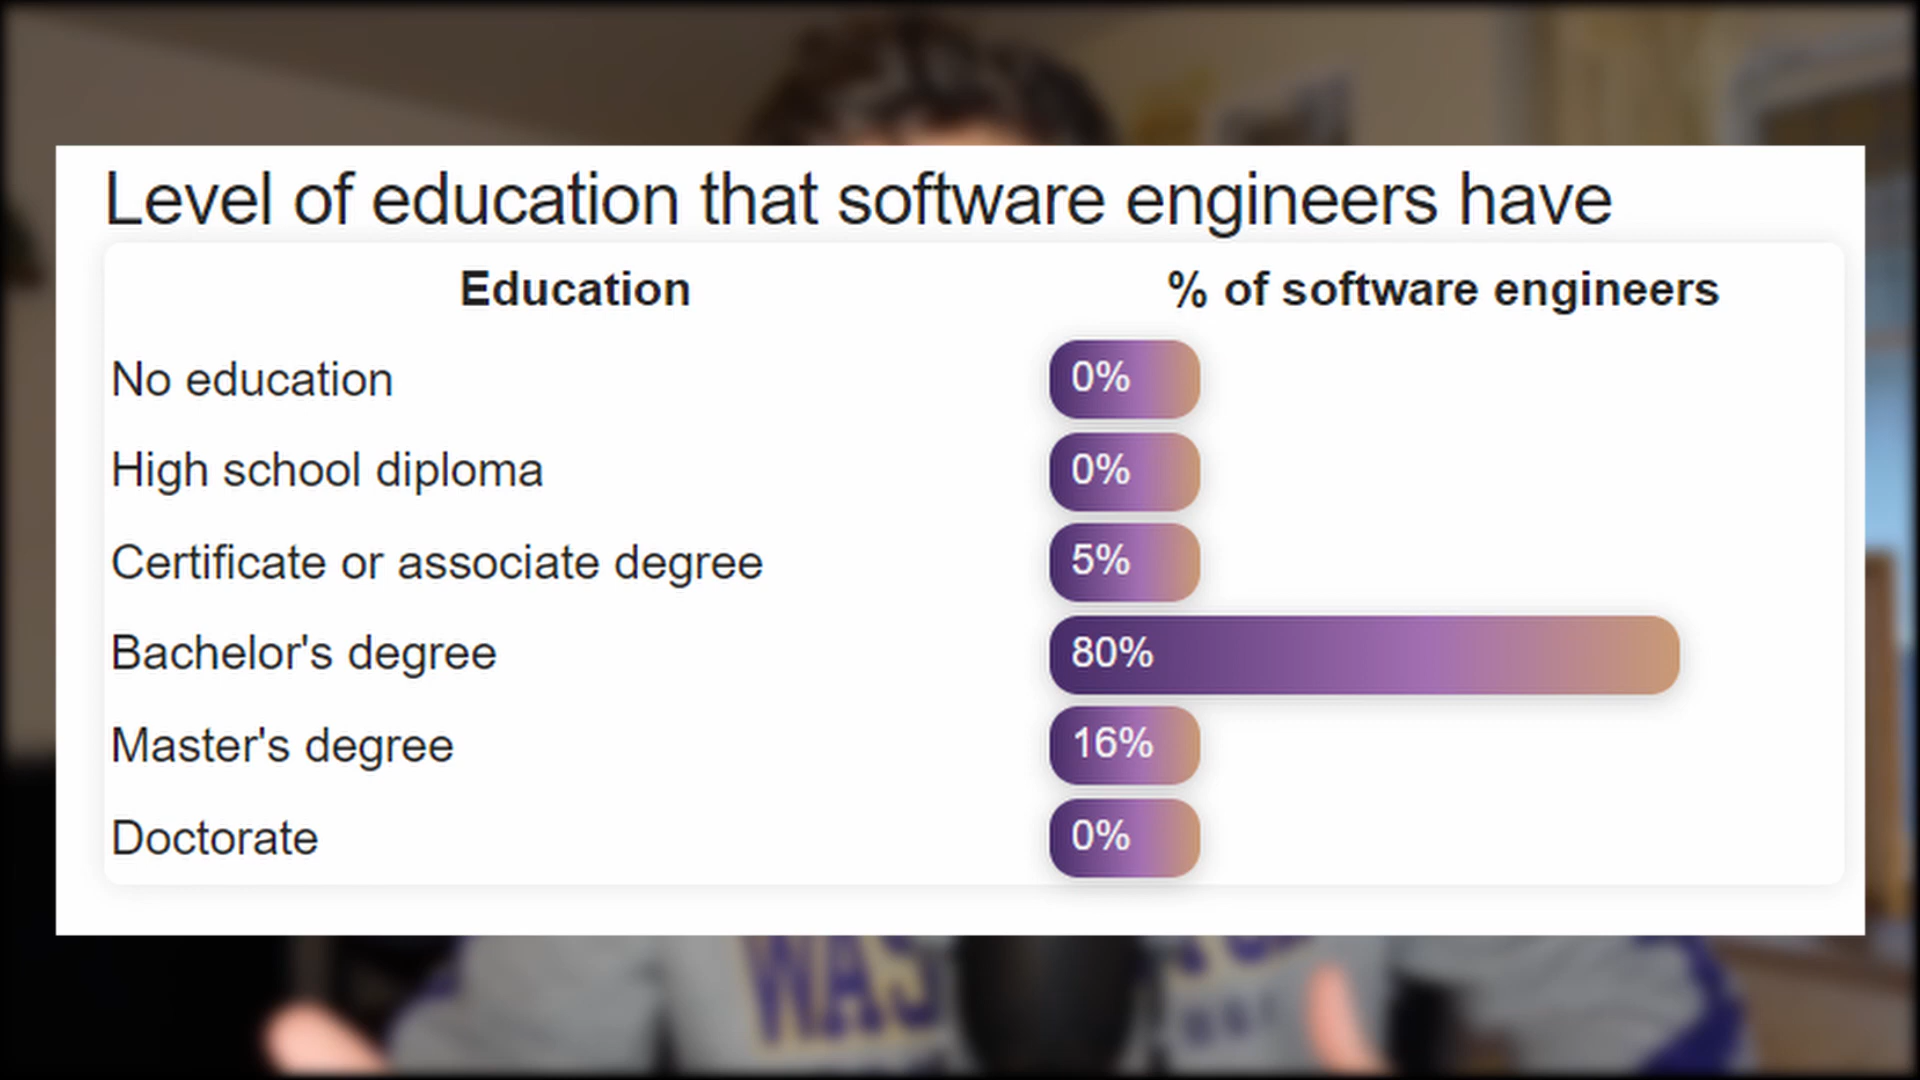 Level of education that software engineers have
Education % of software engineers
No education 0%
High school diploma 0%
Certificate or associate degree 5%
Bachelor's degree 80%
Master's degree 16%
Doctorate 0%
WAS